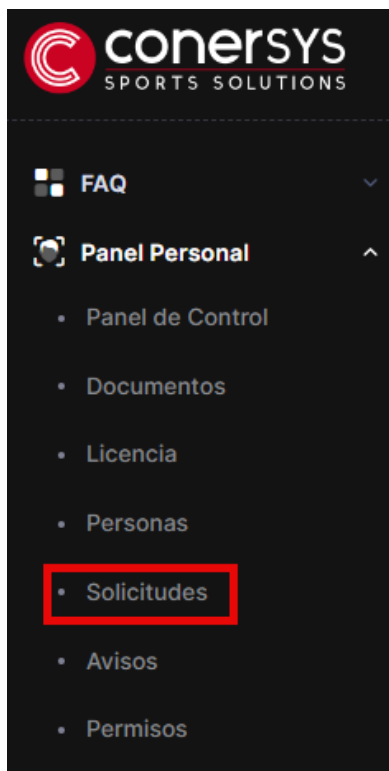 conersys
SPORTS SOLUTIONS
FAQ
Panel Personal
Panel de Control
Documentos
Licencia
Personas
Solicitudes
Avisos
Permisos